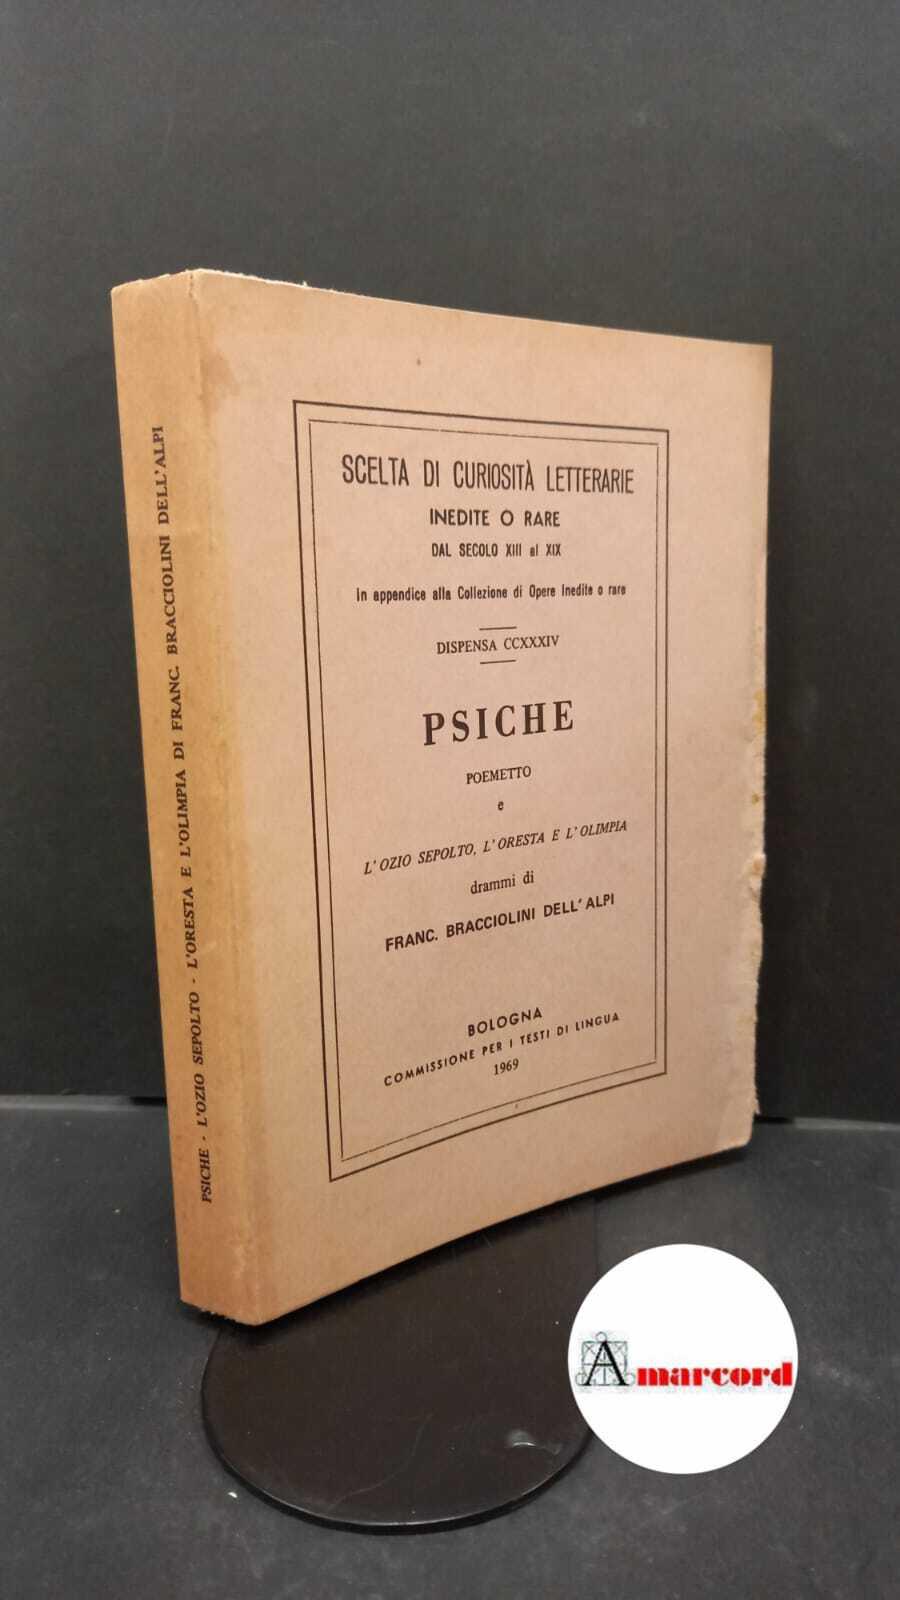 PSICHE - L'OZIO SEPOLTO - L'ORESTA E L'OLIMPIA DI FRANC. BRACCIOLINI DELL'ALPI
SCELTA DI CURIOSITÀ LETTERARIE
INEDITE O RARE
DAL SECOLO XIII al XIX
in appendice alla Collezione di Opere Inedite o rare
DISPENSA CCXXXIV
PSICHE
POEMETTO
e
L'OZIO SEPOLTO, L'ORESTA E L'OLIMPIA
drammi di
FRANC. BRACCIOLINI DELL'ALPI
BOLOGNA
COMMISSIONE PER I TESTI DI LINGUA
1969
Amarcord